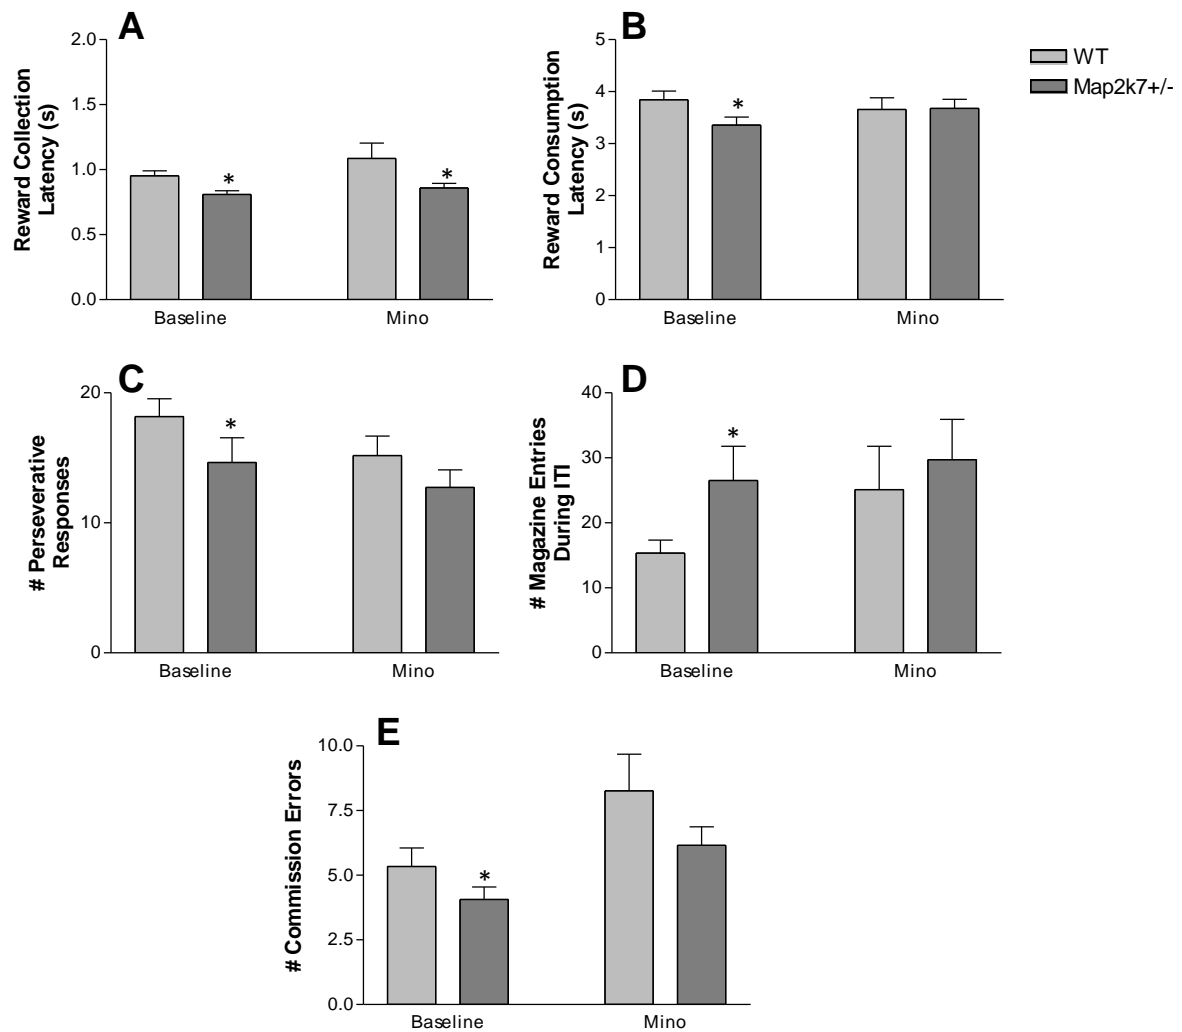 A
Reward Collection
Latency (s)
2.0
1.5
1.0
0.5
0.0
*
*
Baseline
Mino
B
Reward Consumption
Latency (s)
5
4
3
2
1
0
*
Baseline
Mino
WT
Map2k7+/-
C
# Perseverative
Responses
20
10
0
*
Baseline
Mino
D
# Magazine Entries
During ITI
40
30
20
10
0
*
Baseline
Mino
E
# Commission Errors
10.0
7.5
5.0
2.5
0.0
*
Baseline
Mino